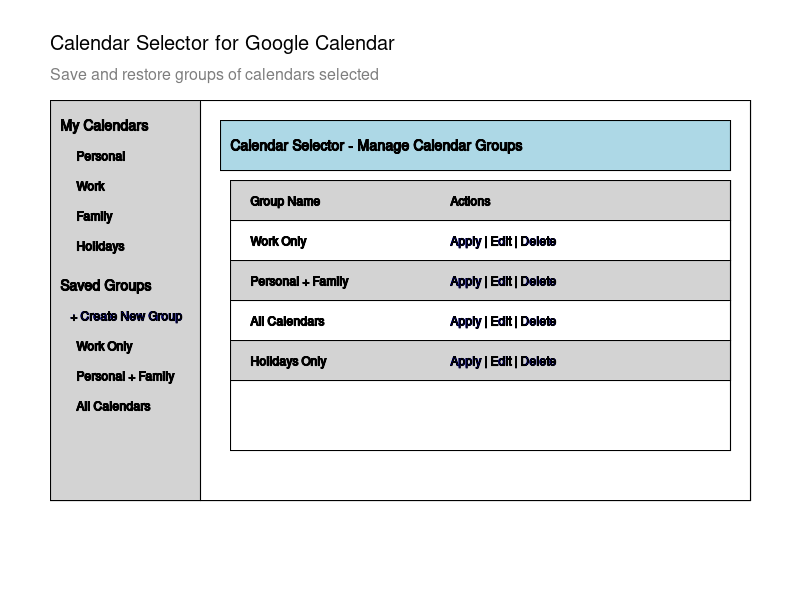 Calendar Selector for Google Calendar
Save and restore groups of calendars selected
My Calendars
Personal
Work
Family
Holidays
Saved Groups
+ Create New Group
Work Only
Personal + Family
All Calendars
Calendar Selector - Manage Calendar Groups
Group Name Actions
Work Only Apply | Edit | Delete
Personal + Family Apply | Edit | Delete
All Calendars Apply | Edit | Delete
Holidays Only Apply | Edit | Delete